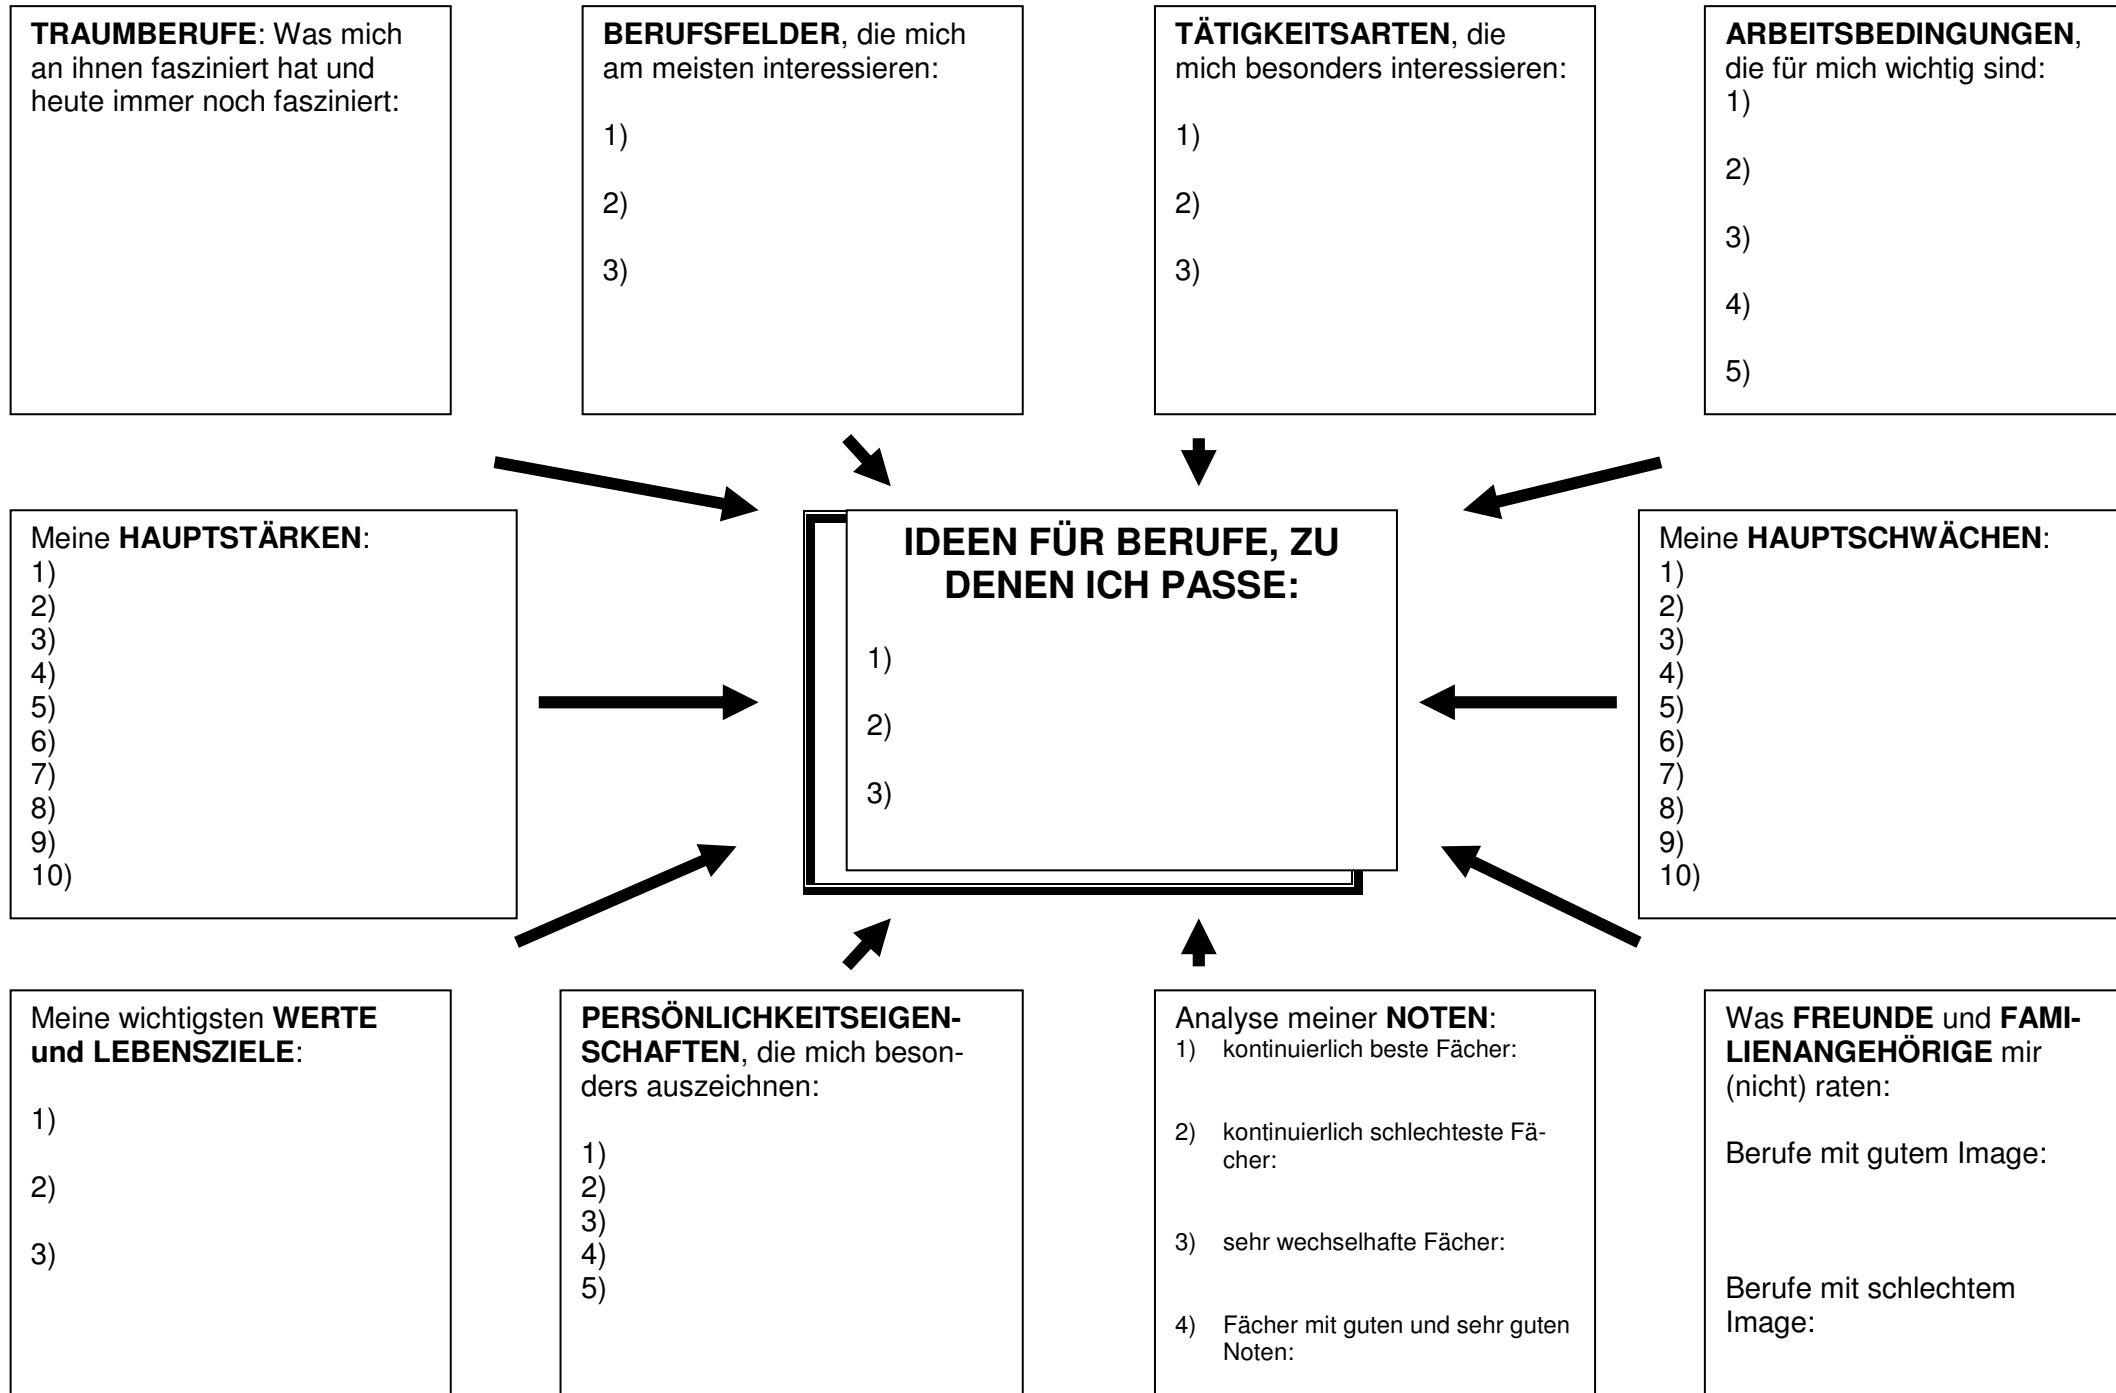 TRAUMBERUFE: Was mich
an ihnen fasziniert hat und
heute immer noch fasziniert:
BERUFSFELDER, die mich
am meisten interessieren:
1)
2)
3)
TÄTIGKEITSARTEN, die
mich besonders interessieren:
1)
2)
3)
ARBEITSBEDINGUNGEN,
die für mich wichtig sind:
1)
2)
3)
4)
5)
Meine HAUPTSTÄRKEN:
1)
2)
3)
4)
5)
6)
7)
8)
9)
10)
IDEEN FÜR BERUFE, ZU
DENEN ICH PASSE:
1)
2)
3)
Meine HAUPTSCHWÄCHEN:
1)
2)
3)
4)
5)
6)
7)
8)
9)
10)
Meine wichtigsten WERTE
und LEBENSZIELE:
1)
2)
3)
PERSÖNLICHKEITSEIGEN-
SCHAFTEN, die mich beson-
ders auszeichnen:
1)
2)
3)
4)
5)
Analyse meiner NOTEN:
1) kontinuierlich beste Fächer:
2) kontinuierlich schlechteste Fä-
cher:
3) sehr wechselhafte Fächer:
4) Fächer mit guten und sehr guten
Noten:
Was FREUNDE und FAMI-
LIENANGEHÖRIGE mir
(nicht) raten:
Berufe mit gutem Image:
Berufe mit schlechtem
Image: